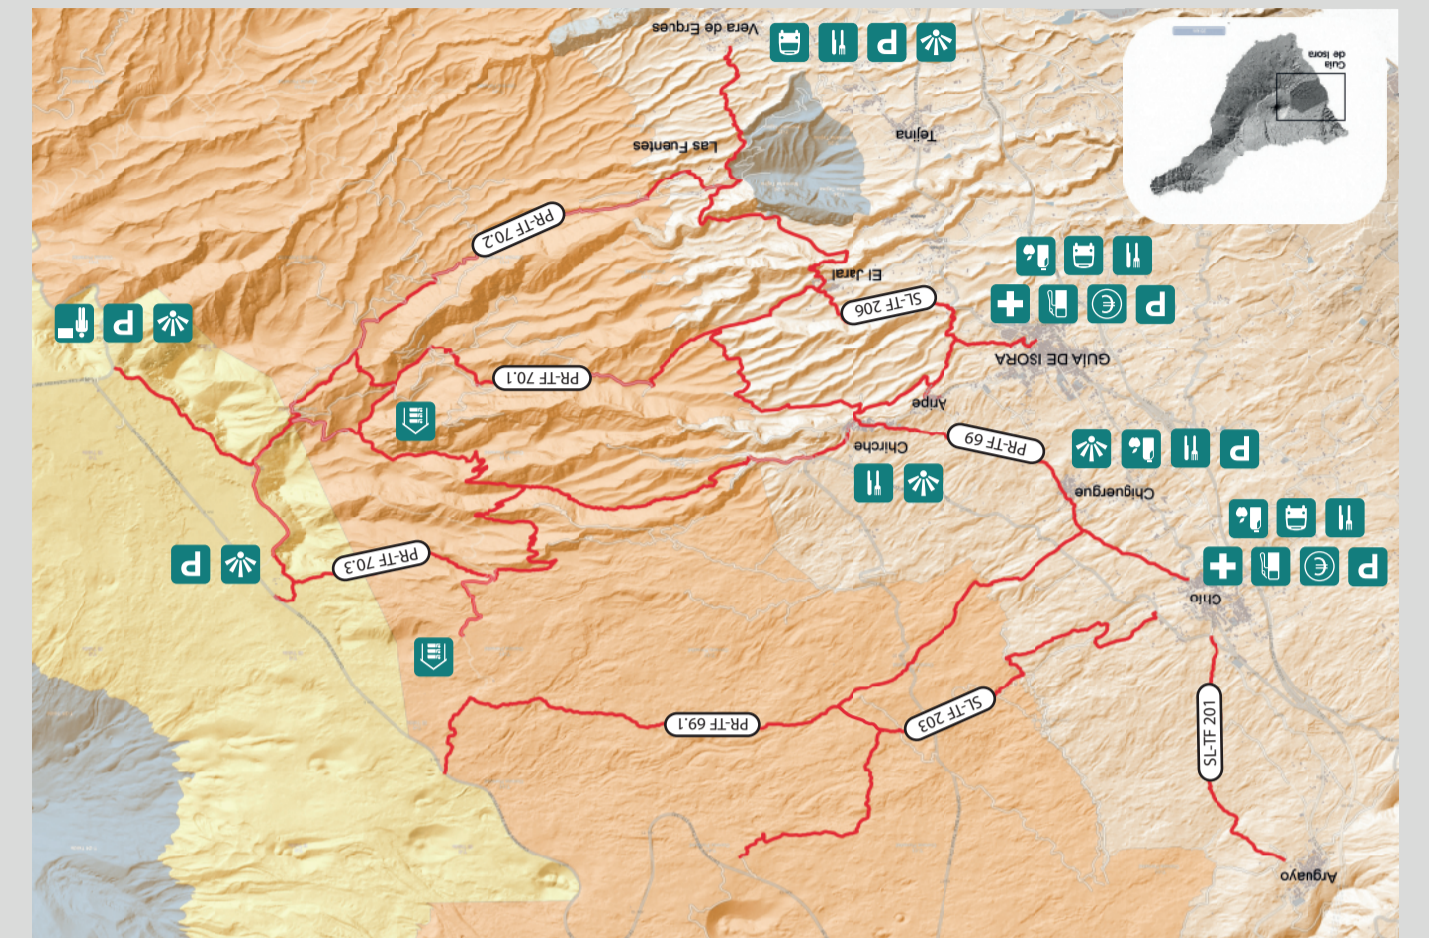 Arguayo
SL-TF 201
SL-TF 203
PR-TF 69.1
Chio
P
€
P
PR-TF 70.3
Chiguergue
P
Chirche
PR-TF 69
Aripe
PR-TF 70.1
GUÍA DE ISORA
P
€
P
SL-TF 206
El Jaral
PR-TF 70.2
Las Fuentes
Tejina
Guía
de Isora
P
Vera de Erques